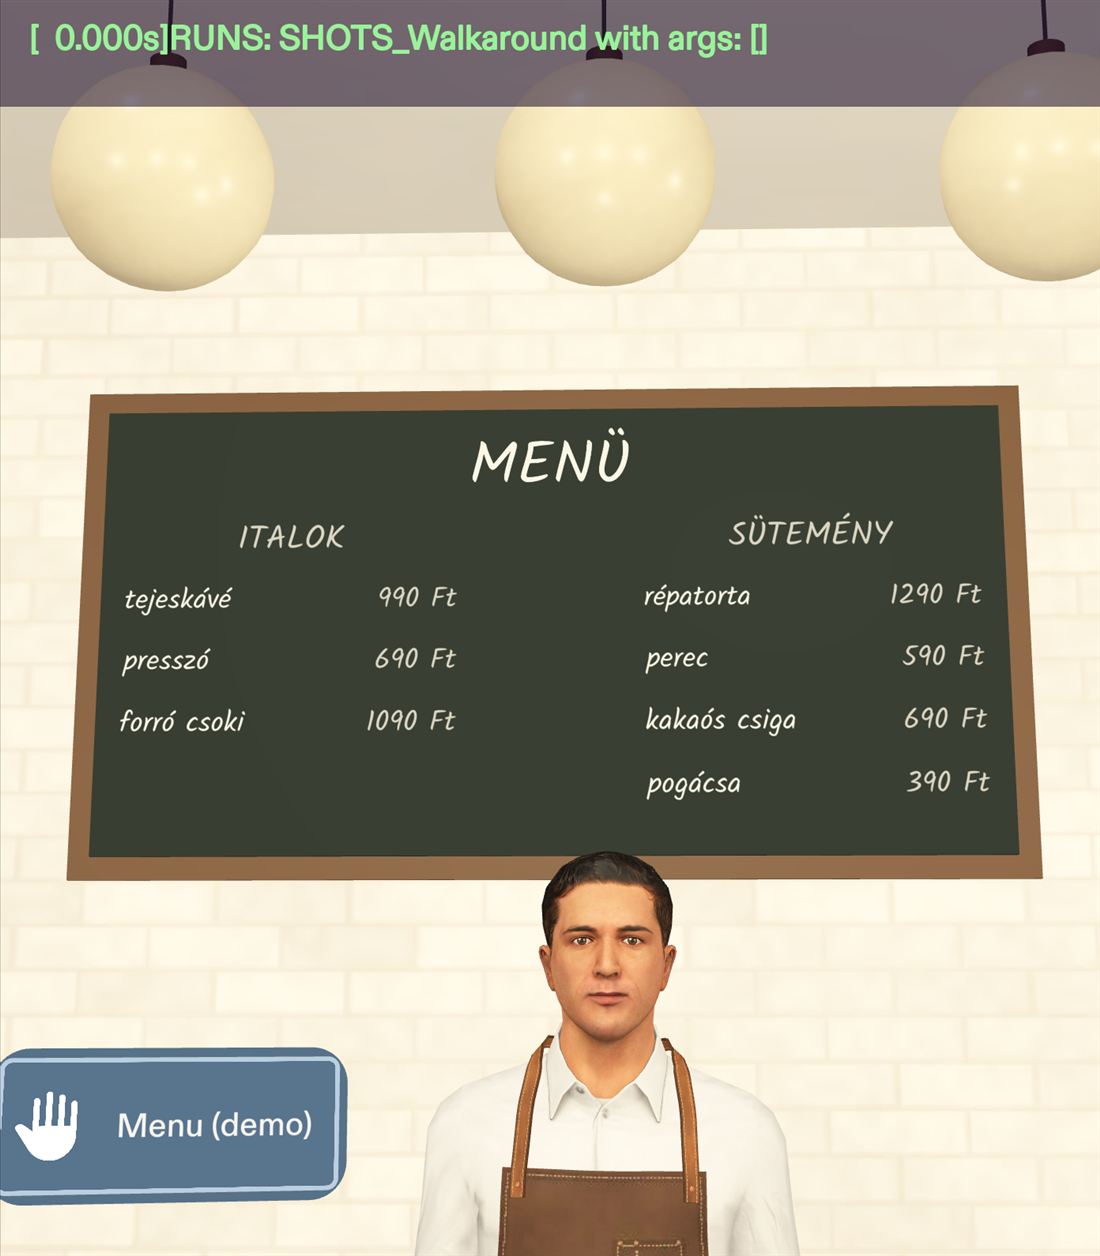 [  0.000s]RUNS: SHOTS_Walkaround with args: []
MENÜ
ITALOK
tejeskávé 990 Ft
presszó 690 Ft
forró csoki 1090 Ft
SÜTEMÉNY
répatorta 1290 Ft
perec 590 Ft
kakaós csiga 690 Ft
pogácsa 390 Ft
Menu (demo)